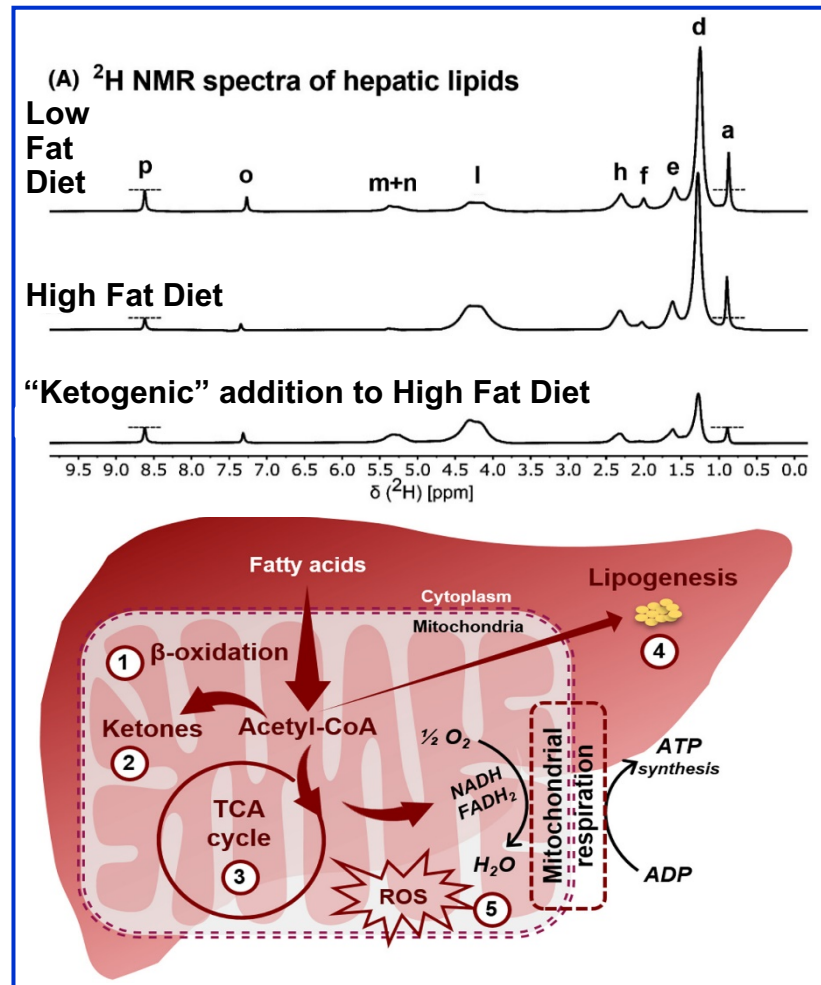 (A) ²H NMR spectra of hepatic lipids
d
Low
Fat
Diet
p
o
m+n
l
h
f
e
a
High Fat Diet
“Ketogenic” addition to High Fat Diet
9.5 9.0 8.5 8.0 7.5 7.0 6.5 6.0 5.5 5.0 4.5 4.0 3.5 3.0 2.5 2.0 1.5 1.0 0.5 0.0
δ (²H) [ppm]
Fatty acids
Cytoplasm
Mitochondria
Lipogenesis
4
1 β-oxidation
Ketones
2
Acetyl-CoA
½ O₂
NADH
FADH₂
H₂O
TCA
cycle
3
ROS
5
Mitochondrial
respiration
ATP
synthesis
ADP